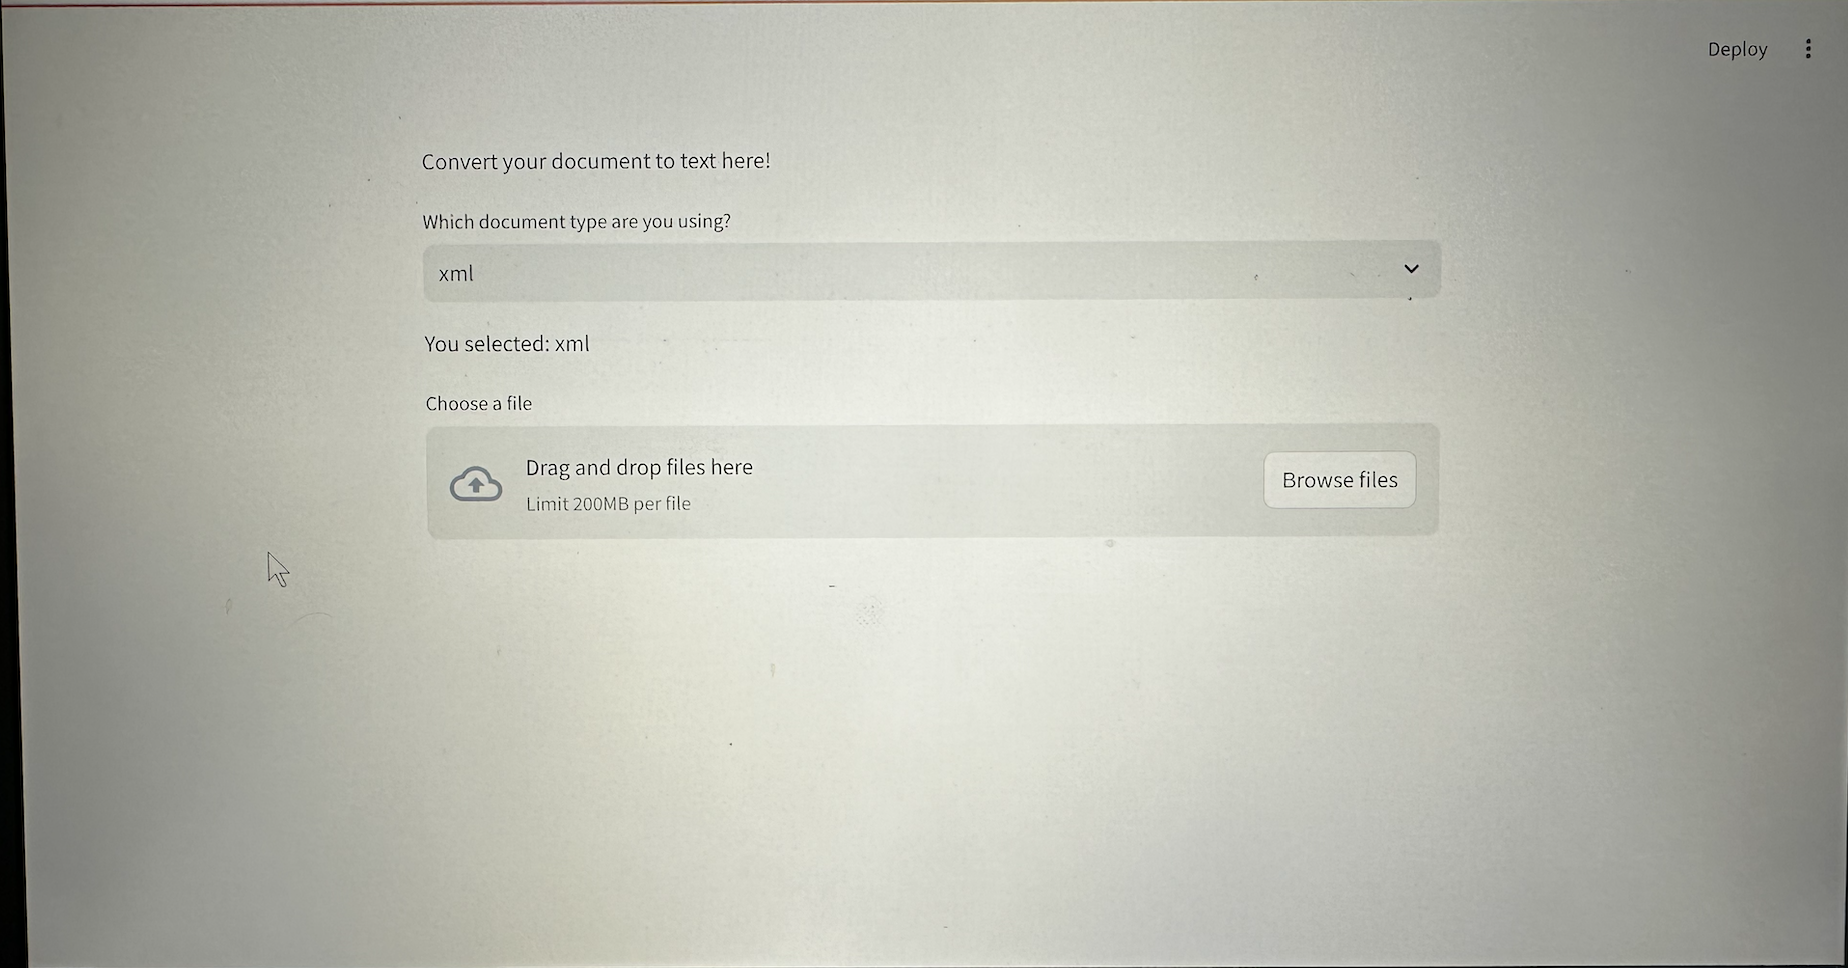 Deploy
Convert your document to text here!
Which document type are you using?
xml
You selected: xml
Choose a file
Drag and drop files here
Limit 200MB per file
Browse files